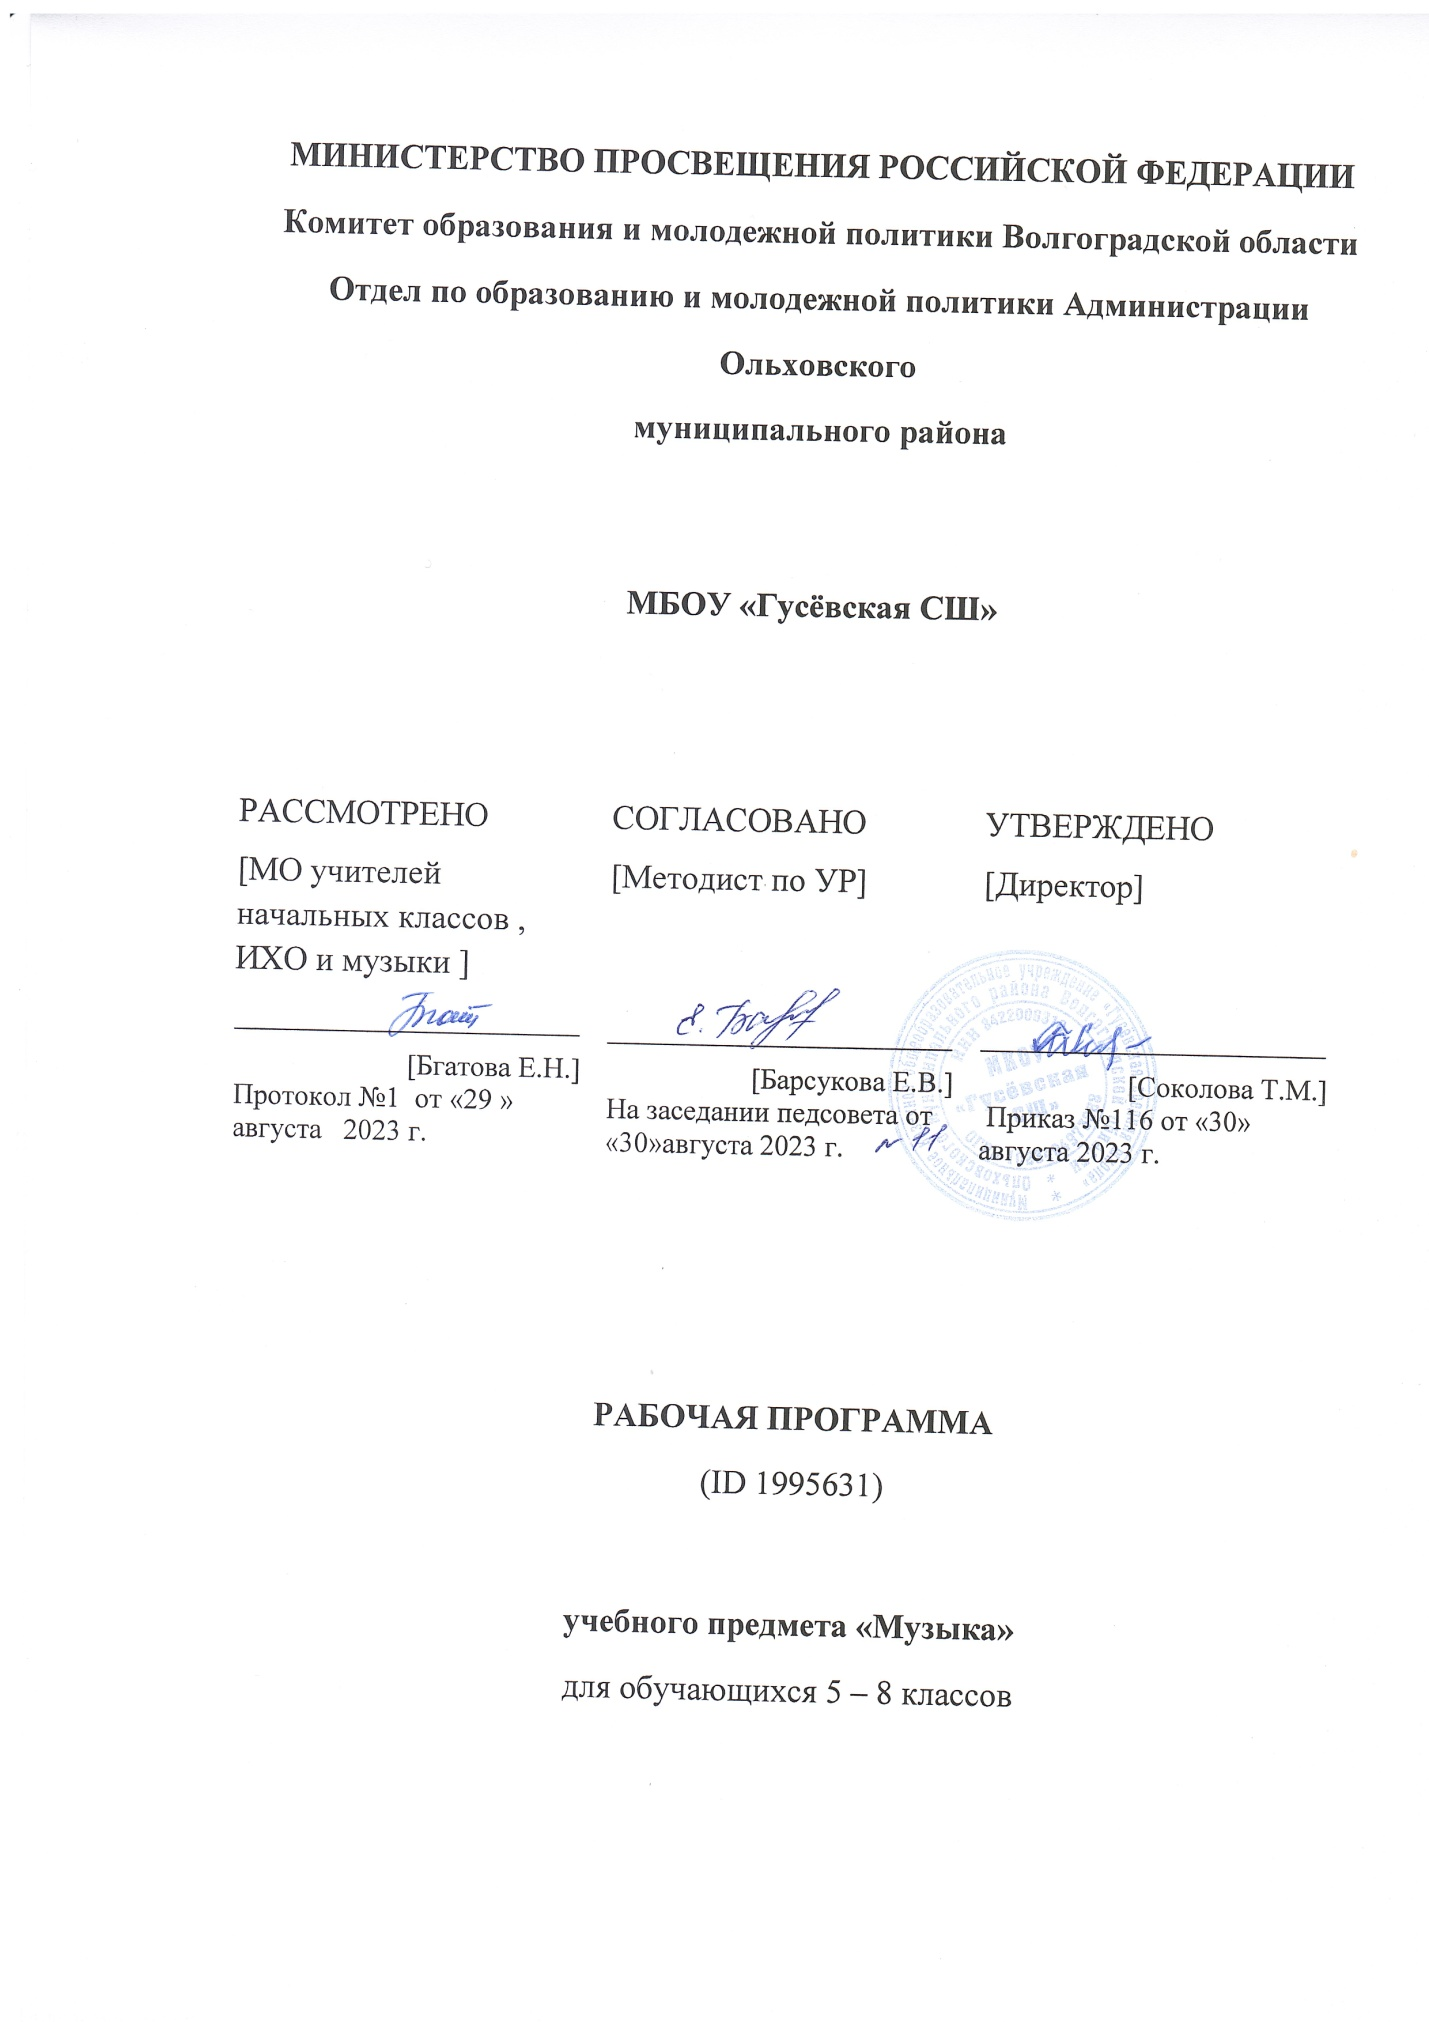 МИНИСТЕРСТВО ПРОСВЕЩЕНИЯ РОССИЙСКОЙ ФЕДЕРАЦИИ
Комитет образования и молодежной политики Волгоградской области
Отдел по образованию и молодежной политики Администрации
Ольховского
муниципального района
МБОУ «Гусёвская СШ»
РАССМОТРЕНО
[МО учителей
начальных классов ,
ИХО и музыки ]
[Бгатова Е.Н.]
Протокол №1 от «29 »
августа 2023 г.
СОГЛАСОВАНО
[Методист по УР]
[Барсукова Е.В.]
На заседании педсовета от
«30»августа 2023 г. № 11
УТВЕРЖДЕНО
[Директор]
[Соколова Т.М.]
Приказ №116 от «30»
августа 2023 г.
МКОУ
«Гусёвская
СШ»
РАБОЧАЯ ПРОГРАММА
(ID 1995631)
учебного предмета «Музыка»
для обучающихся 5 – 8 классов